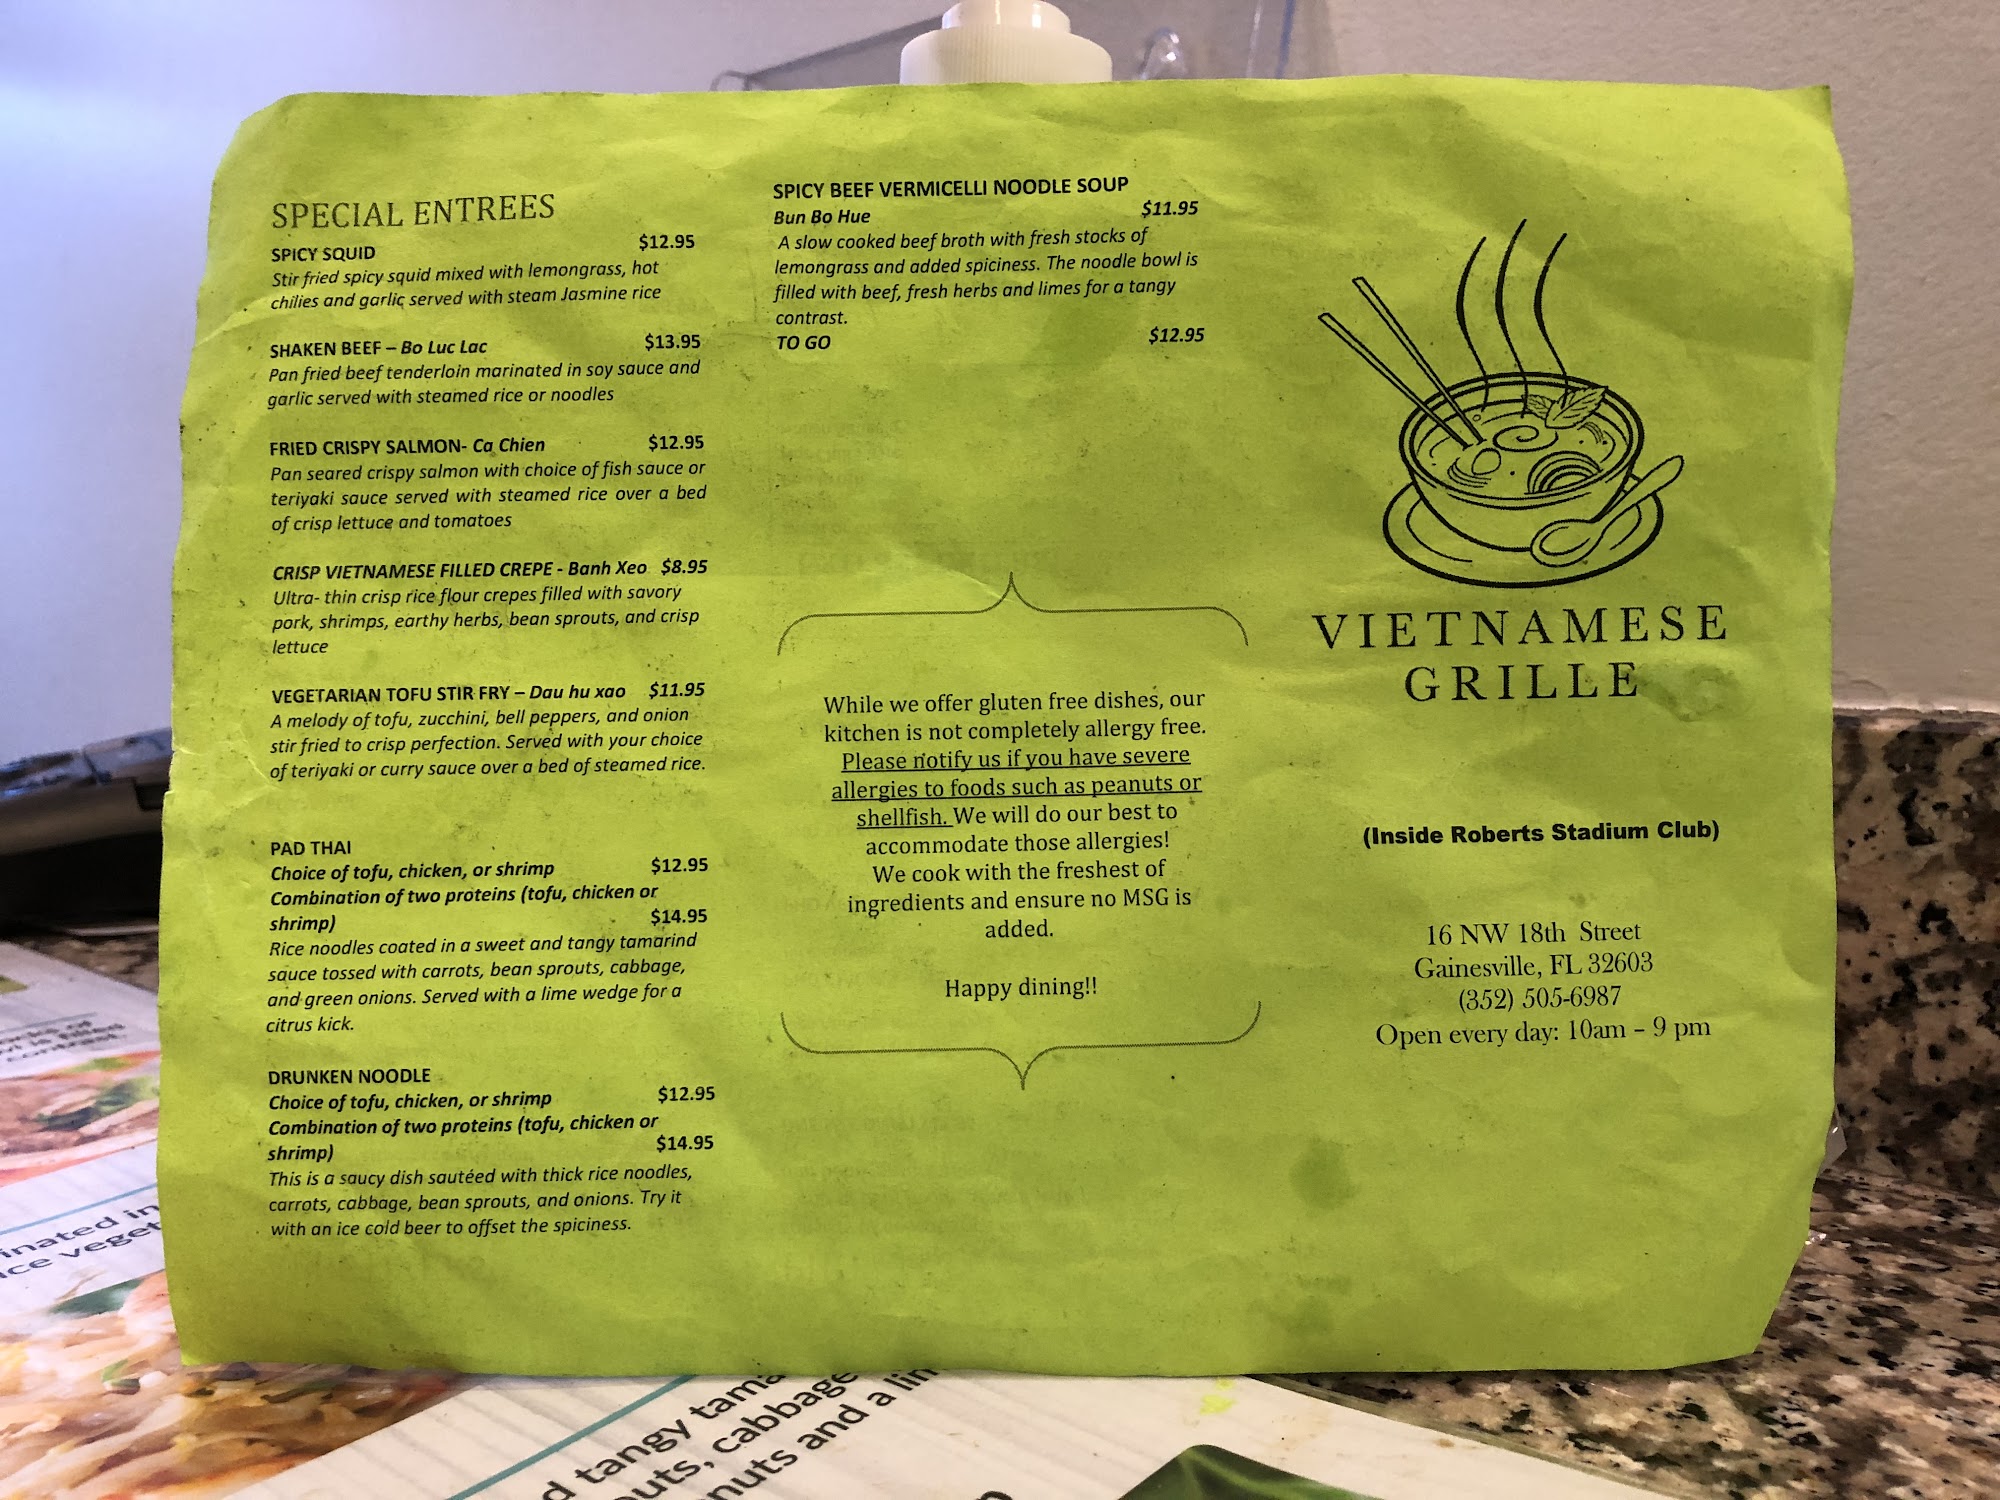 SPECIAL ENTREES
SPICY SQUID $12.95
Stir fried spicy squid mixed with lemongrass, hot
chilies and garlic served with steam Jasmine rice
SHAKEN BEEF – Bo Luc Lac $13.95
Pan fried beef tenderloin marinated in soy sauce and
garlic served with steamed rice or noodles
FRIED CRISPY SALMON- Ca Chien $12.95
Pan seared crispy salmon with choice of fish sauce or
teriyaki sauce served with steamed rice over a bed
of crisp lettuce and tomatoes
CRISP VIETNAMESE FILLED CREPE - Banh Xeo $8.95
Ultra- thin crisp rice flour crepes filled with savory
pork, shrimps, earthy herbs, bean sprouts, and crisp
lettuce
VEGETARIAN TOFU STIR FRY – Dau hu xao $11.95
A melody of tofu, zucchini, bell peppers, and onion
stir fried to crisp perfection. Served with your choice
of teriyaki or curry sauce over a bed of steamed rice.
PAD THAI
Choice of tofu, chicken, or shrimp $12.95
Combination of two proteins (tofu, chicken or
shrimp) $14.95
Rice noodles coated in a sweet and tangy tamarind
sauce tossed with carrots, bean sprouts, cabbage,
and green onions. Served with a lime wedge for a
citrus kick.
DRUNKEN NOODLE
Choice of tofu, chicken, or shrimp $12.95
Combination of two proteins (tofu, chicken or
shrimp) $14.95
This is a saucy dish sautéed with thick rice noodles,
carrots, cabbage, bean sprouts, and onions. Try it
with an ice cold beer to offset the spiciness.
SPICY BEEF VERMICELLI NOODLE SOUP
Bun Bo Hue $11.95
A slow cooked beef broth with fresh stocks of
lemongrass and added spiciness. The noodle bowl is
filled with beef, fresh herbs and limes for a tangy
contrast.
TO GO $12.95
While we offer gluten free dishes, our
kitchen is not completely allergy free.
Please notify us if you have severe
allergies to foods such as peanuts or
shellfish. We will do our best to
accommodate those allergies!
We cook with the freshest of
ingredients and ensure no MSG is
added.
Happy dining!!
VIETNAMESE
GRILLE
(Inside Roberts Stadium Club)
16 NW 18th Street
Gainesville, FL 32603
(352) 505-6987
Open every day: 10am – 9 pm
contrast
tangy
cabbage
and a